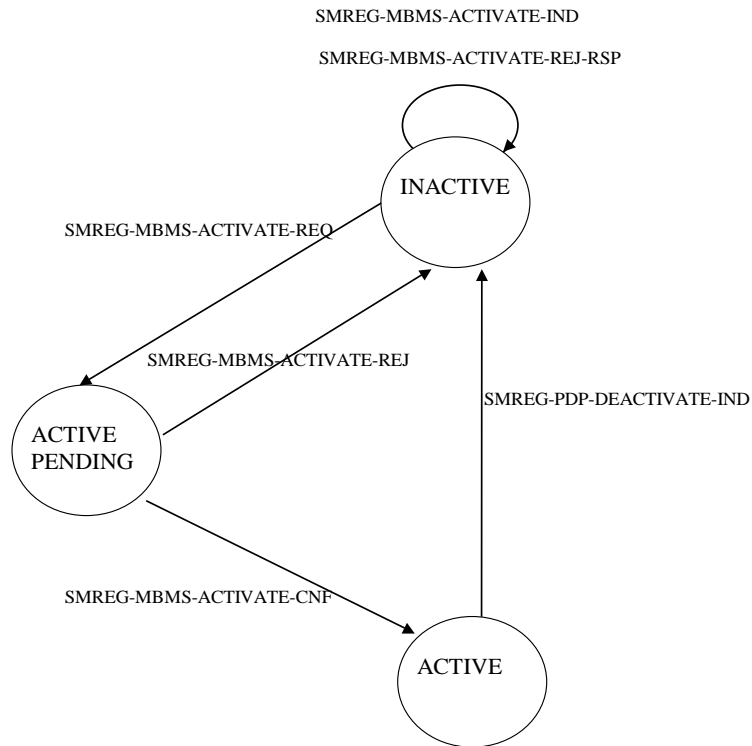 SMREG-MBMS-ACTIVATE-IND
SMREG-MBMS-ACTIVATE-REJ-RSP
INACTIVE
SMREG-MBMS-ACTIVATE-REQ
SMREG-MBMS-ACTIVATE-REJ
SMREG-PDP-DEACTIVATE-IND
ACTIVE
PENDING
SMREG-MBMS-ACTIVATE-CNF
ACTIVE